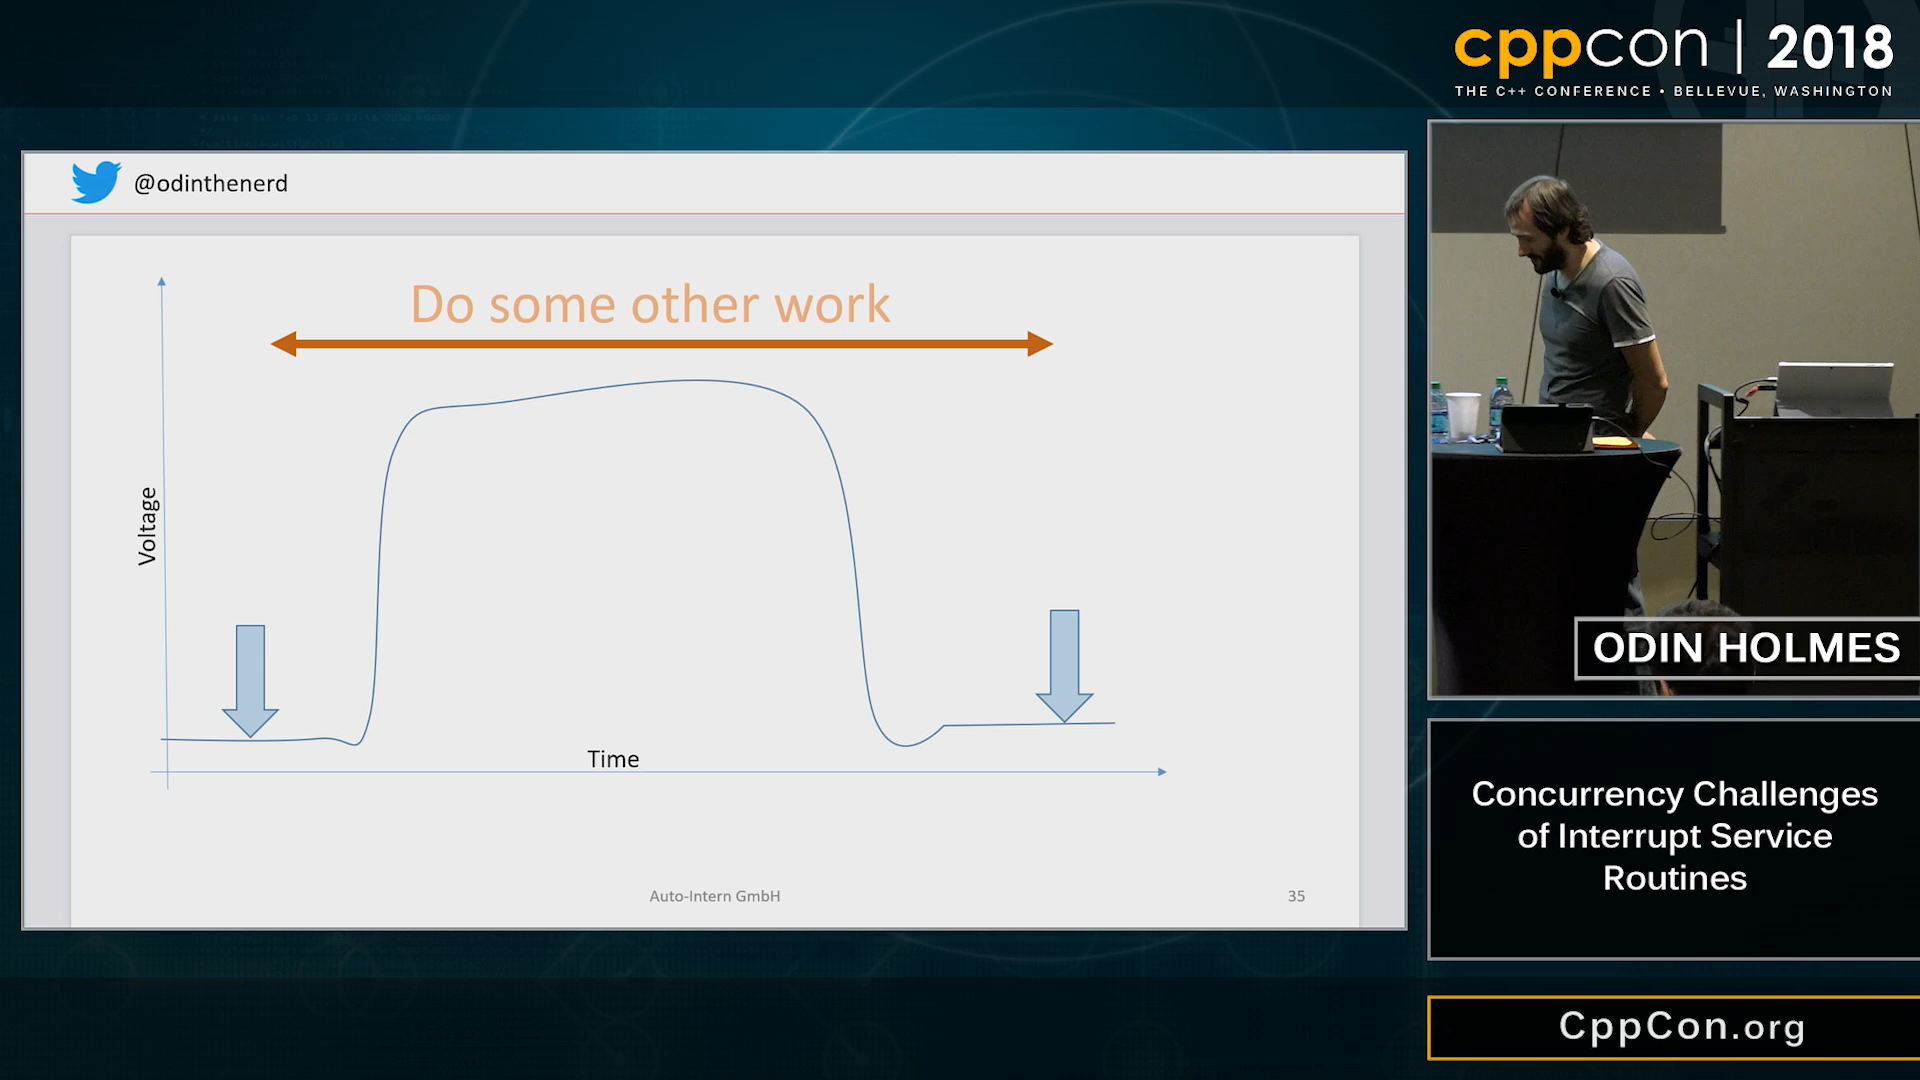 cppcon | 2018
THE C++ CONFERENCE • BELLEVUE, WASHINGTON
@odinthenerd
Do some other work
Voltage
Time
Auto-Intern GmbH
35
ODIN HOLMES
Concurrency Challenges
of Interrupt Service
Routines
CppCon.org